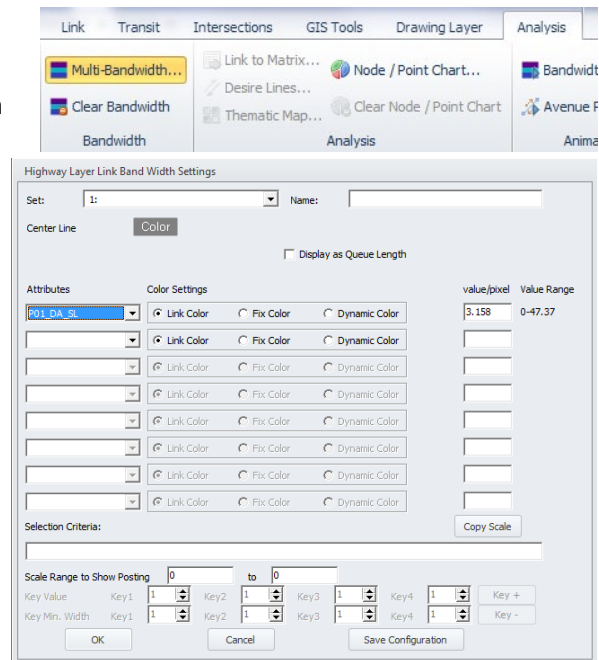 Link Transit Intersections GIS Tools Drawing Layer Analysis
Multi-Bandwidth... Link to Matrix... Node / Point Chart... Bandwidt
Desire Lines...
Clear Bandwidth Thematic Map... Clear Node / Point Chart Avenue
Bandwidth Analysis Anima
Highway Layer Link Band Width Settings
Set: 1: Name:
Center Line Color
Display as Queue Length
Attributes Color Settings value/pixel Value Range
P01_DA_SL Link Color Fix Color Dynamic Color 3.158 0-47.37
Link Color Fix Color Dynamic Color
Link Color Fix Color Dynamic Color
Link Color Fix Color Dynamic Color
Link Color Fix Color Dynamic Color
Link Color Fix Color Dynamic Color
Link Color Fix Color Dynamic Color
Link Color Fix Color Dynamic Color
Selection Criteria: Copy Scale
Scale Range to Show Posting 0 to 0
Key Value Key1 1 Key2 1 Key3 1 Key4 1 Key +
Key Min. Width Key1 1 Key2 1 Key3 1 Key4 1 Key -
OK Cancel Save Configuration